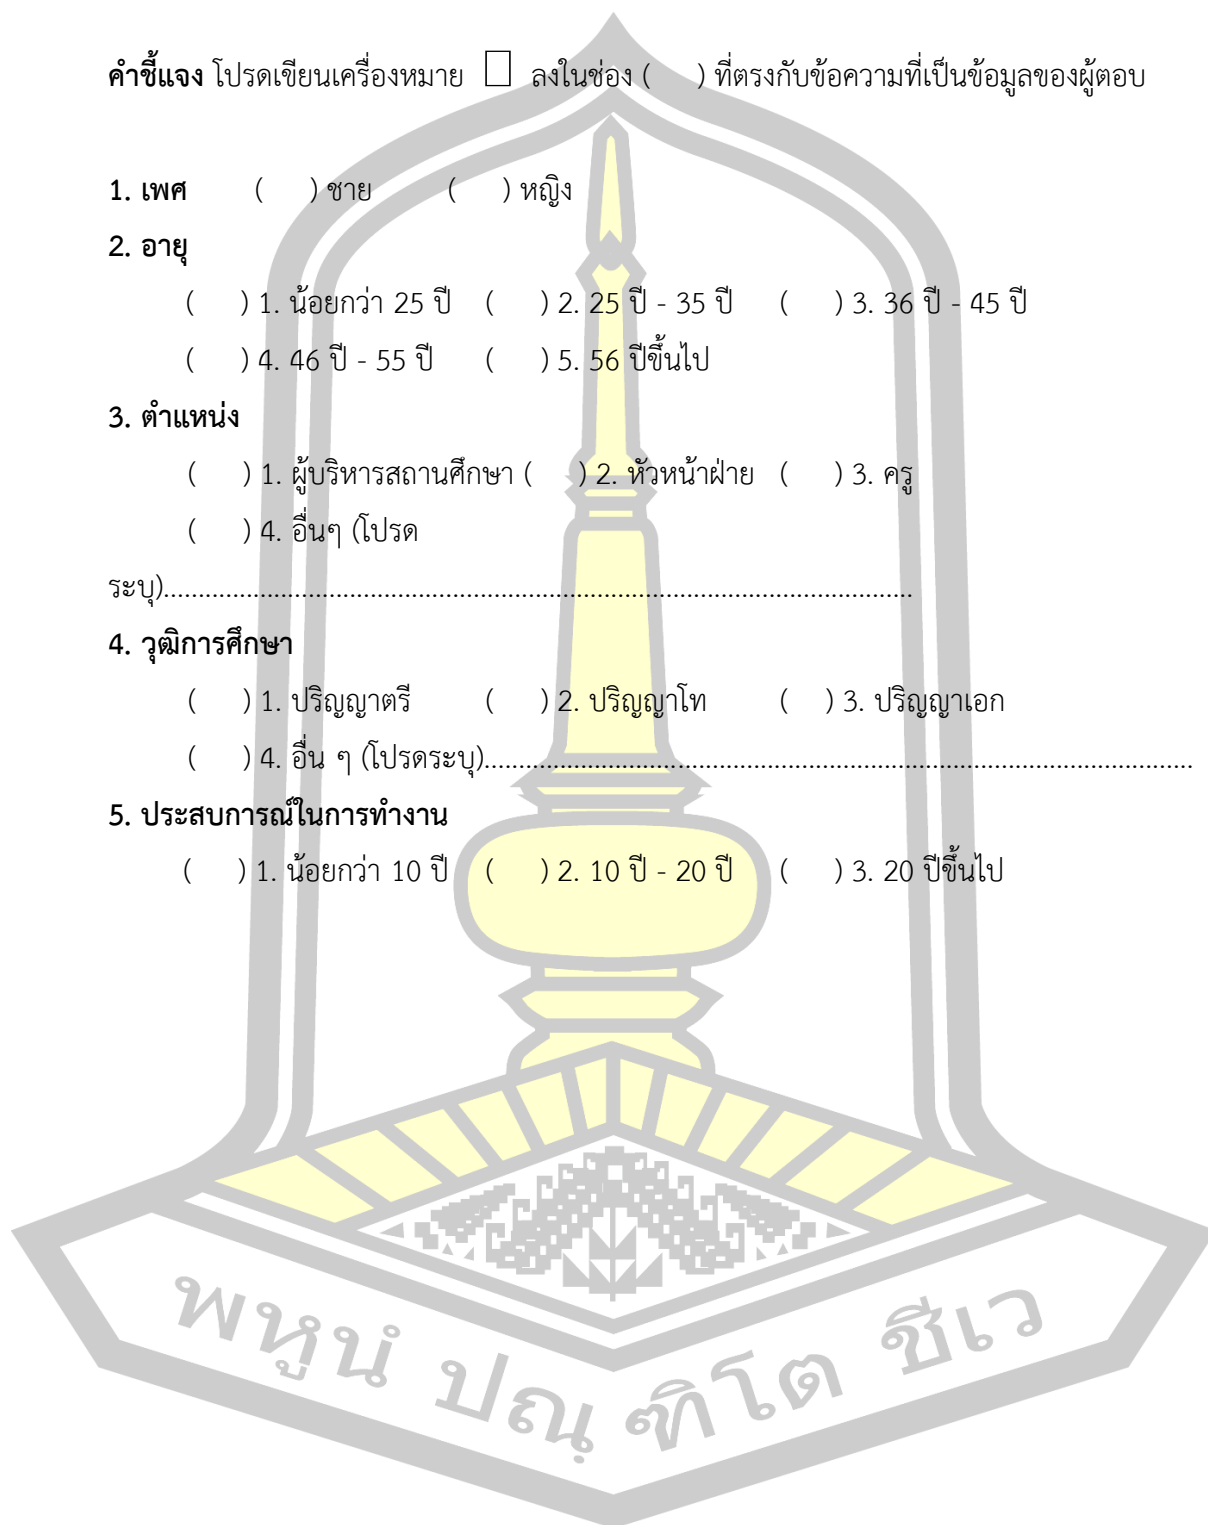 คำชี้แจง โปรดเขียนเครื่องหมาย □ ลงในช่อง (    ) ที่ตรงกับข้อความที่เป็นข้อมูลของผู้ตอบ
1. เพศ (    ) ชาย (    ) หญิง
2. อายุ
(    ) 1. น้อยกว่า 25 ปี (    ) 2. 25 ปี - 35 ปี (    ) 3. 36 ปี - 45 ปี
(    ) 4. 46 ปี - 55 ปี (    ) 5. 56 ปีขึ้นไป
3. ตำแหน่ง
(    ) 1. ผู้บริหารสถานศึกษา (    ) 2. หัวหน้าฝ่าย (    ) 3. ครู
(    ) 4. อื่นๆ (โปรด
ระบุ)..............................................................................................................
4. วุฒิการศึกษา
(    ) 1. ปริญญาตรี (    ) 2. ปริญญาโท (    ) 3. ปริญญาเอก
(    ) 4. อื่น ๆ (โปรดระบุ)........................................................................................................
5. ประสบการณ์ในการทำงาน
(    ) 1. น้อยกว่า 10 ปี (    ) 2. 10 ปี - 20 ปี (    ) 3. 20 ปีขึ้นไป
พหูนํ ปณฺฑิโต ชีเว